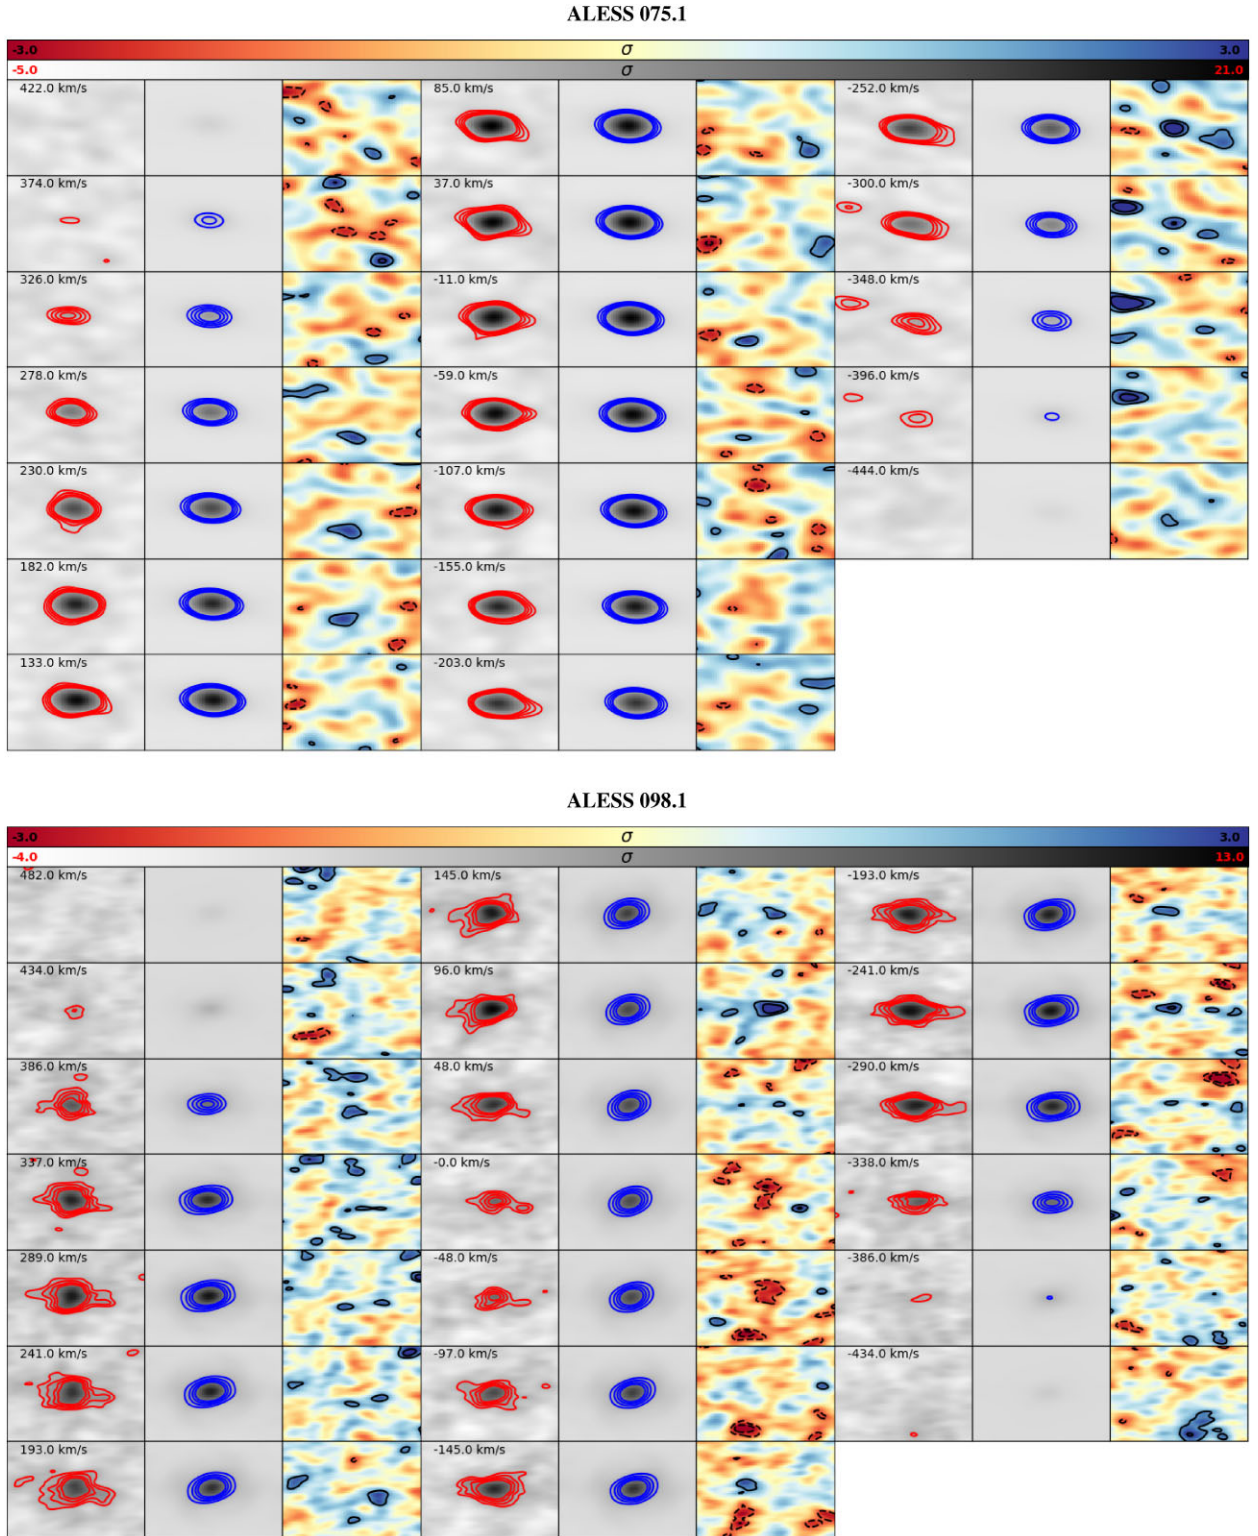 ALESS 075.1
-3.0 σ 3.0
-5.0 σ 21.0
422.0 km/s 85.0 km/s -252.0 km/s
374.0 km/s 37.0 km/s -300.0 km/s
326.0 km/s -11.0 km/s -348.0 km/s
278.0 km/s -59.0 km/s -396.0 km/s
230.0 km/s -107.0 km/s -444.0 km/s
182.0 km/s -155.0 km/s
133.0 km/s -203.0 km/s
ALESS 098.1
-3.0 σ 3.0
-4.0 σ 13.0
482.0 km/s 145.0 km/s -193.0 km/s
434.0 km/s 96.0 km/s -241.0 km/s
386.0 km/s 48.0 km/s -290.0 km/s
337.0 km/s -0.0 km/s -338.0 km/s
289.0 km/s -48.0 km/s -386.0 km/s
241.0 km/s -97.0 km/s -434.0 km/s
193.0 km/s -145.0 km/s